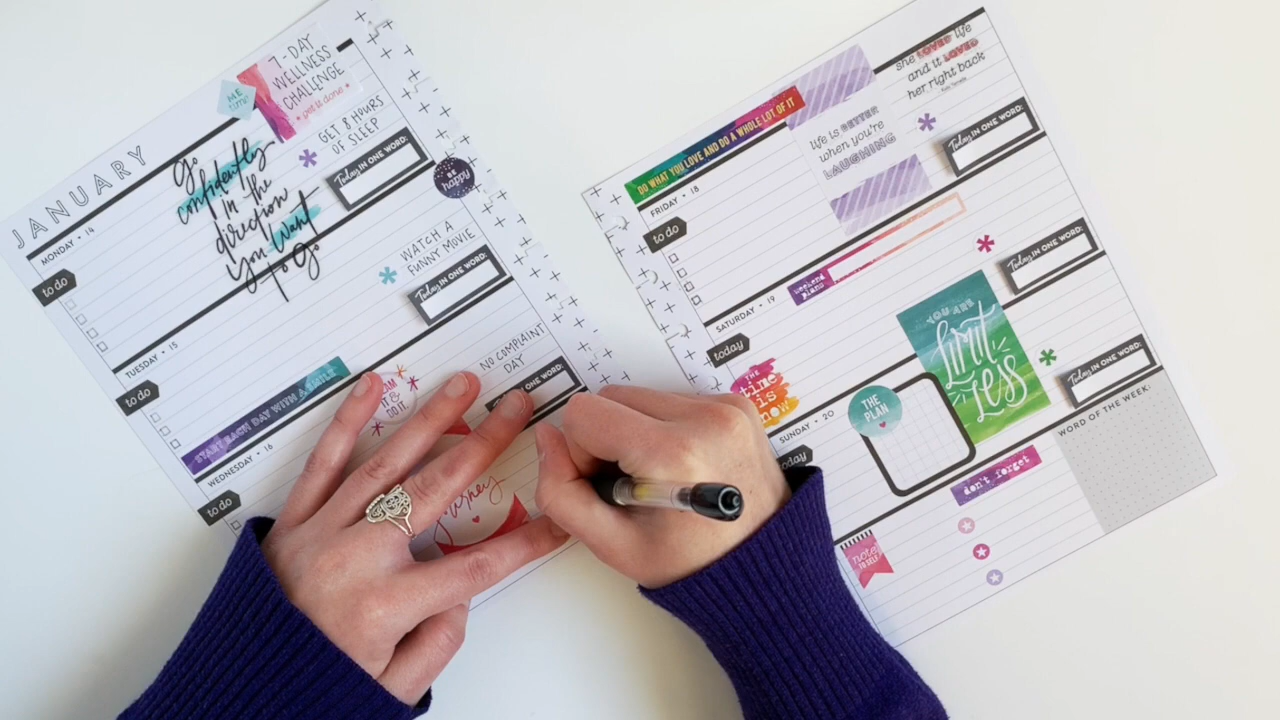 JANUARY
ME
time!
7-DAY
WELLNESS
CHALLENGE
• get it done •
MONDAY • 14
go
confidently
in the
direction
you want
to go
GET 8 HOURS
OF SLEEP
Today IN ONE WORD:
to do
BE
happy
TUESDAY • 15
WATCH A
FUNNY MOVIE
Today IN ONE WORD:
to do
START EACH DAY WITH A SMILE
WEDNESDAY • 16
IT &
DO IT.
NO COMPLAINT
DAY
IN ONE WORD:
to do
DO WHAT YOU LOVE AND DO A WHOLE LOT OF IT
she LOVED life
and it LOVED
her right back
FRIDAY • 18
life is BETTER
when you're
LAUGHING
Today IN ONE WORD:
to do
weekend
plans
SATURDAY • 19
Today IN ONE WORD:
today
YOU ARE
limit
less
THE
time
is
now
SUNDAY • 20
THE
PLAN
Today IN ONE WORD:
WORD OF THE WEEK:
don't forget
note
TO SELF